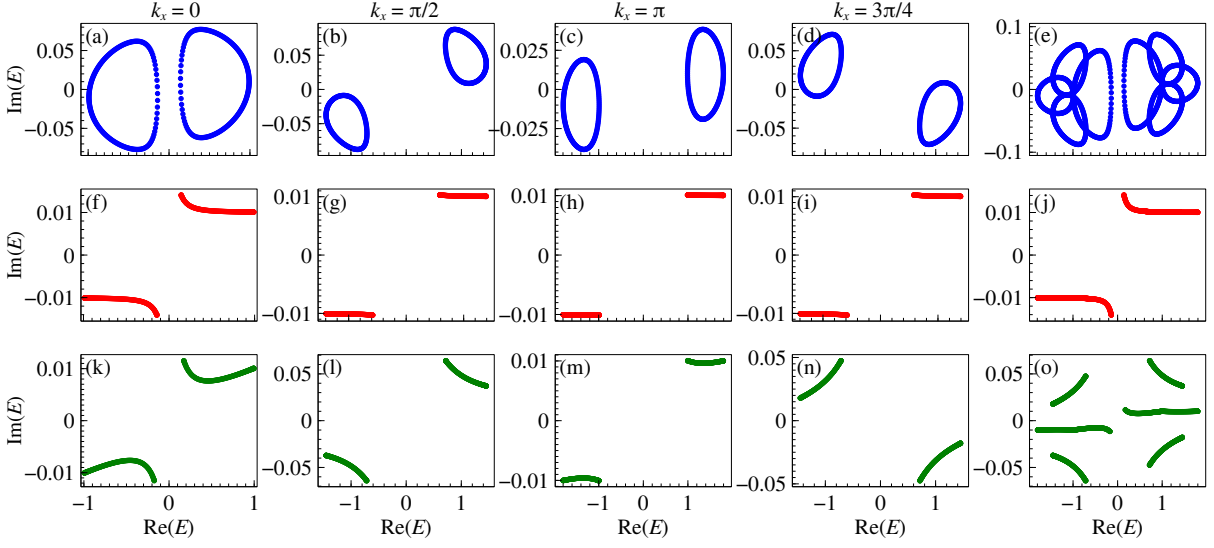 k_x = 0 k_x = π/2 k_x = π k_x = 3π/4
(a) (b) (c) (d) (e)
Im(E) 0.05 0 −0.05
0.05 0 −0.05
0.025 0 −0.025
0.05 0 −0.05
0.1 0 −0.1
−1 0 1
(f) (g) (h) (i) (j)
Im(E) 0.01 0 −0.01
0.01 0 −0.01
0.01 0 −0.01
0.01 0 −0.01
0.01 0 −0.01
(k) (l) (m) (n) (o)
Im(E) 0.01 0 −0.01
0.05 0 −0.05
0.01 0 −0.01
0.05 0 −0.05
0.05 0 −0.05
−1 0 1 −1 0 1 −1 0 1 −1 0 1 −1 0 1
Re(E) Re(E) Re(E) Re(E) Re(E)